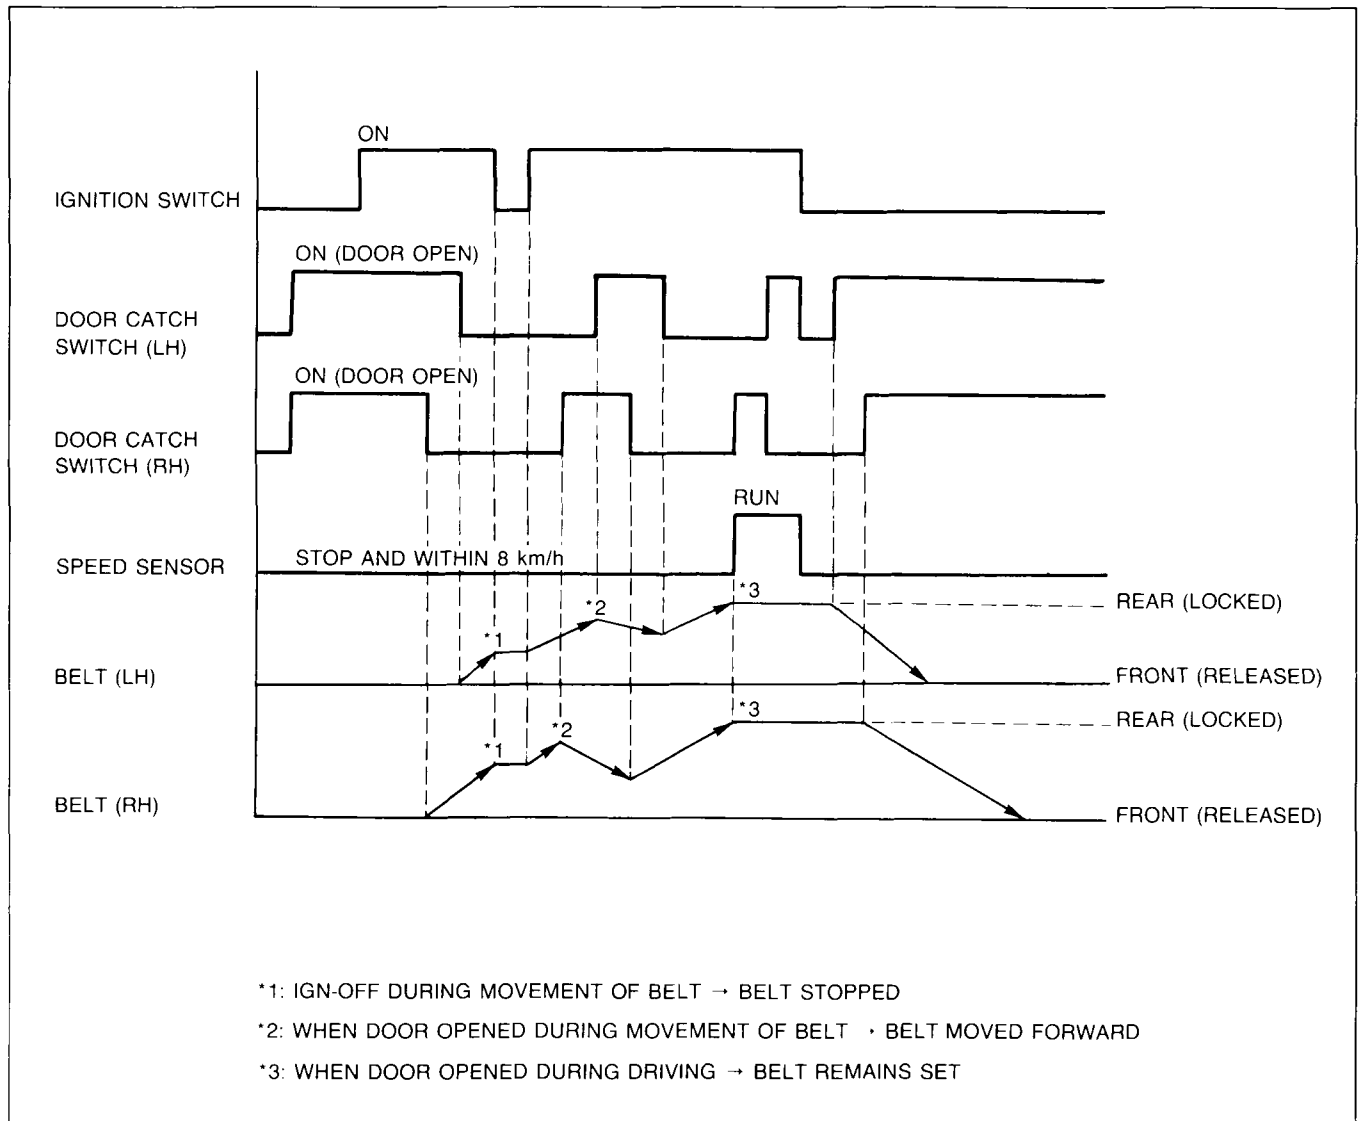 ON
IGNITION SWITCH
ON (DOOR OPEN)
DOOR CATCH
SWITCH (LH)
ON (DOOR OPEN)
DOOR CATCH
SWITCH (RH)
RUN
SPEED SENSOR
STOP AND WITHIN 8 km/h
*3
REAR (LOCKED)
*2
*1
BELT (LH)
FRONT (RELEASED)
*3
REAR (LOCKED)
*2
*1
BELT (RH)
FRONT (RELEASED)
*1: IGN-OFF DURING MOVEMENT OF BELT → BELT STOPPED
*2: WHEN DOOR OPENED DURING MOVEMENT OF BELT · BELT MOVED FORWARD
*3: WHEN DOOR OPENED DURING DRIVING → BELT REMAINS SET